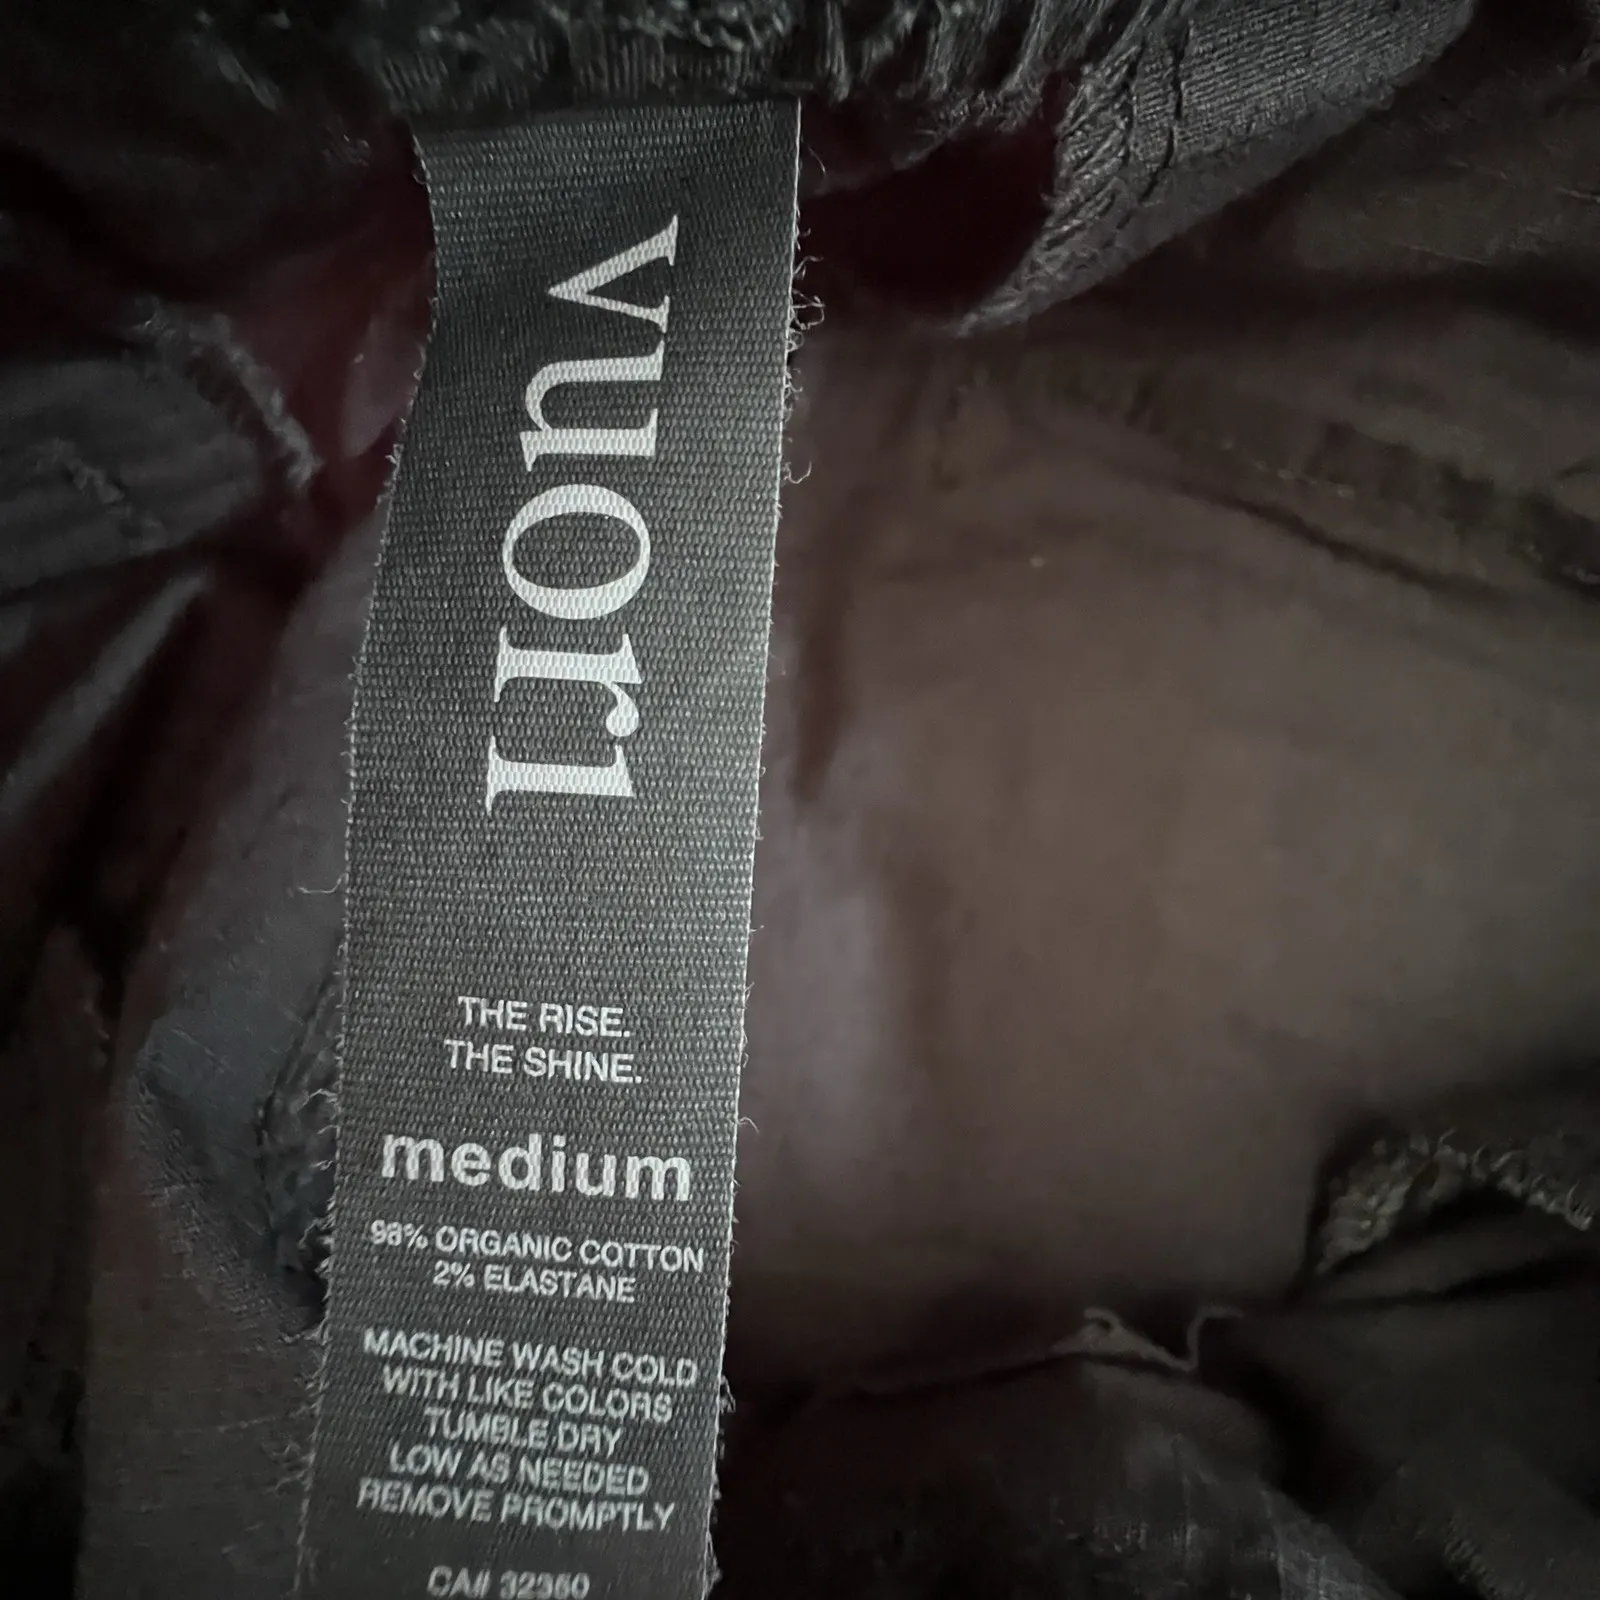 vuori
THE RISE.
THE SHINE.
medium
98% ORGANIC COTTON
2% ELASTANE
MACHINE WASH COLD
WITH LIKE COLORS
TUMBLE DRY
LOW AS NEEDED
REMOVE PROMPTLY
CA# 32360